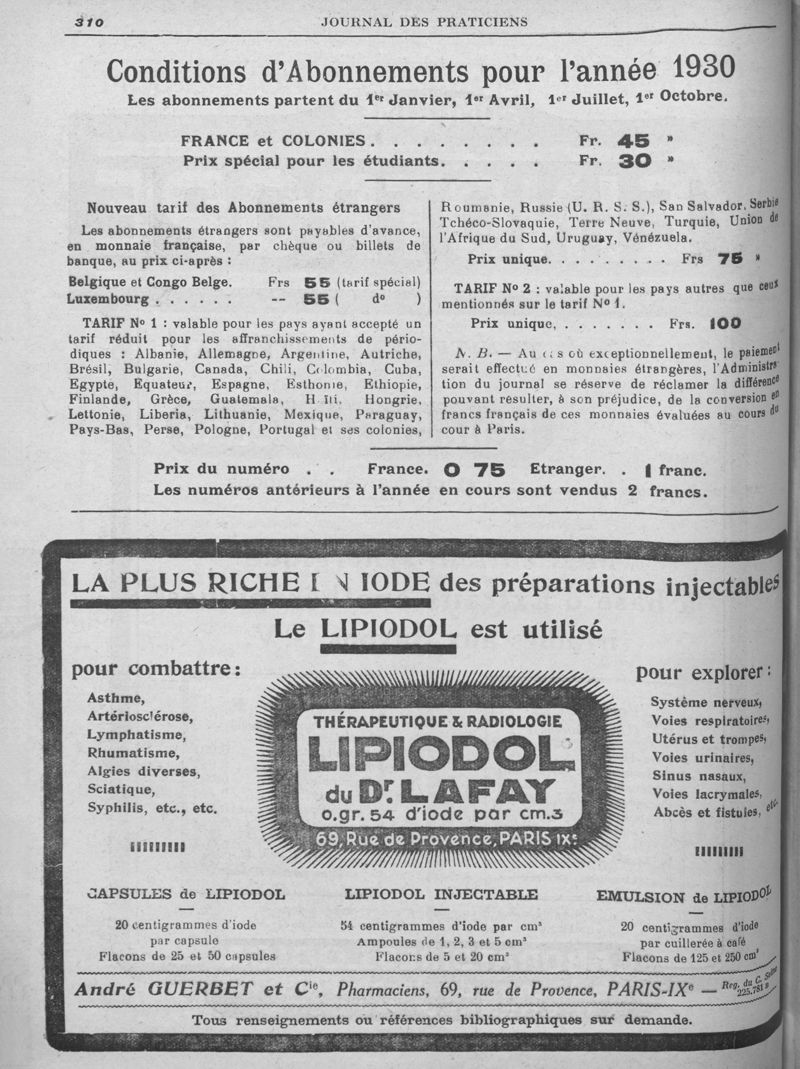 310 JOURNAL DES PRATICIENS
Conditions d'Abonnements pour l'année 1930
Les abonnements partent du 1er Janvier, 1er Avril, 1er Juillet, 1er Octobre.
FRANCE et COLONIES. . . . . . . . . Fr. 45 »
Prix spécial pour les étudiants. . . . . . Fr. 30 »
Nouveau tarif des Abonnements étrangers
Les abonnements étrangers sont payables d'avance,
en monnaie française, par chèque ou billets de
banque, au prix ci-après :
Belgique et Congo Belge. Frs 55 (tarif spécial)
Luxembourg . . . . . . -- 55 ( do )
TARIF No 1 : valable pour les pays ayant accepté un
tarif réduit pour les affranchissements de pério-
diques : Albanie, Allemagne, Argentine, Autriche,
Brésil, Bulgarie, Canada, Chili, Colombia, Cuba,
Egypte, Equateur, Espagne, Esthonie, Ethiopie,
Finlande, Grèce, Guatemala, H iti, Hongrie,
Lettonie, Liberia, Lithuanie, Mexique, Paraguay,
Pays-Bas, Perse, Pologne, Portugal et ses colonies,
Roumanie, Russie (U. R. S. S.), San Salvador, Serbie
Tchéco-Slovaquie, Terre Neuve, Turquie, Union de
l'Afrique du Sud, Uruguay, Vénézuela.
Prix unique. . . . . . . . . Frs 75 »
TARIF No 2 : valable pour les pays autres que ceux
mentionnés sur le tarif No 1.
Prix unique, . . . . . . . Frs. 100
N. B. — Au cas où exceptionnellement, le paiement
serait effectué en monnaies étrangères, l'Administra-
tion du journal se réserve de réclamer la différence
pouvant résulter, à son préjudice, de la conversion en
francs français de ces monnaies évaluées au cours du
cour à Paris.
Prix du numéro . . France. 0 75 Etranger. . 1 franc.
Les numéros antérieurs à l'année en cours sont vendus 2 francs.
LA PLUS RICHE EN IODE des préparations injectables
Le LIPIODOL est utilisé
pour combattre :
Asthme,
Artériosclérose,
Lymphatisme,
Rhumatisme,
Algies diverses,
Sciatique,
Syphilis, etc., etc.
THÉRAPEUTIQUE & RADIOLOGIE
LIPIODOL
du Dr. LAFAY
0.gr. 54 d'iode par cm.3
69, Rue de Provence, PARIS IXe
pour explorer :
Système nerveux,
Voies respiratoires,
Utérus et trompes,
Voies urinaires,
Sinus nasaux,
Voies lacrymales,
Abcès et fistules, etc.
CAPSULES de LIPIODOL
20 centigrammes d'iode
par capsule
Flacons de 25 et 50 capsules
LIPIODOL INJECTABLE
54 centigrammes d'iode par cm³
Ampoules de 1, 2, 3 et 5 cm³
Flacons de 5 et 20 cm³
EMULSION de LIPIODOL
20 centigrammes d'iode
par cuillerée à café
Flacons de 125 et 250 cm³
André GUERBET et Cie, Pharmaciens, 69, rue de Provence, PARIS-IXe — Reg. du C. Seine
Tous renseignements ou références bibliographiques sur demande.